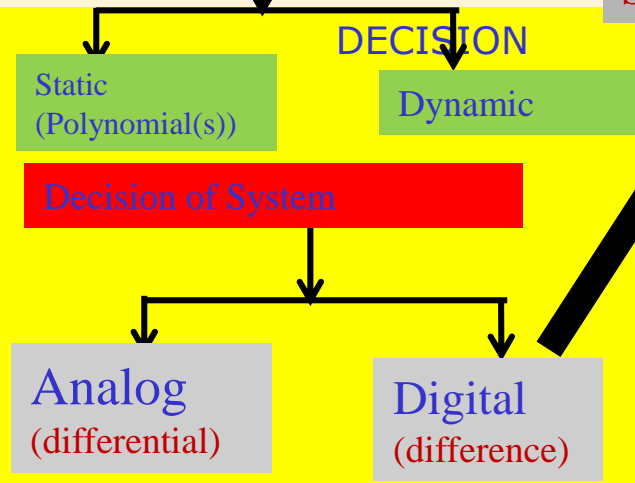 DECISION
Static
(Polynomial(s))
Dynamic
Decision of System
Analog
(differential)
Digital
(difference)